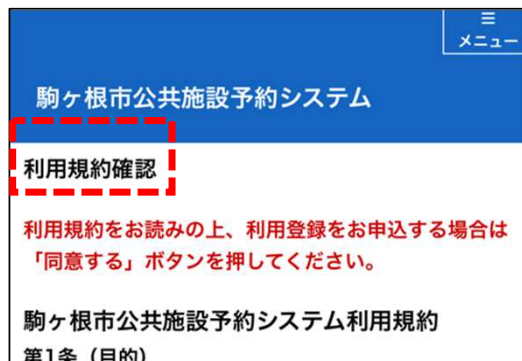 メニュー
駒ヶ根市公共施設予約システム
利用規約確認
利用規約をお読みの上、利用登録をお申込する場合は
「同意する」ボタンを押してください。
駒ヶ根市公共施設予約システム利用規約
第1条（目的）